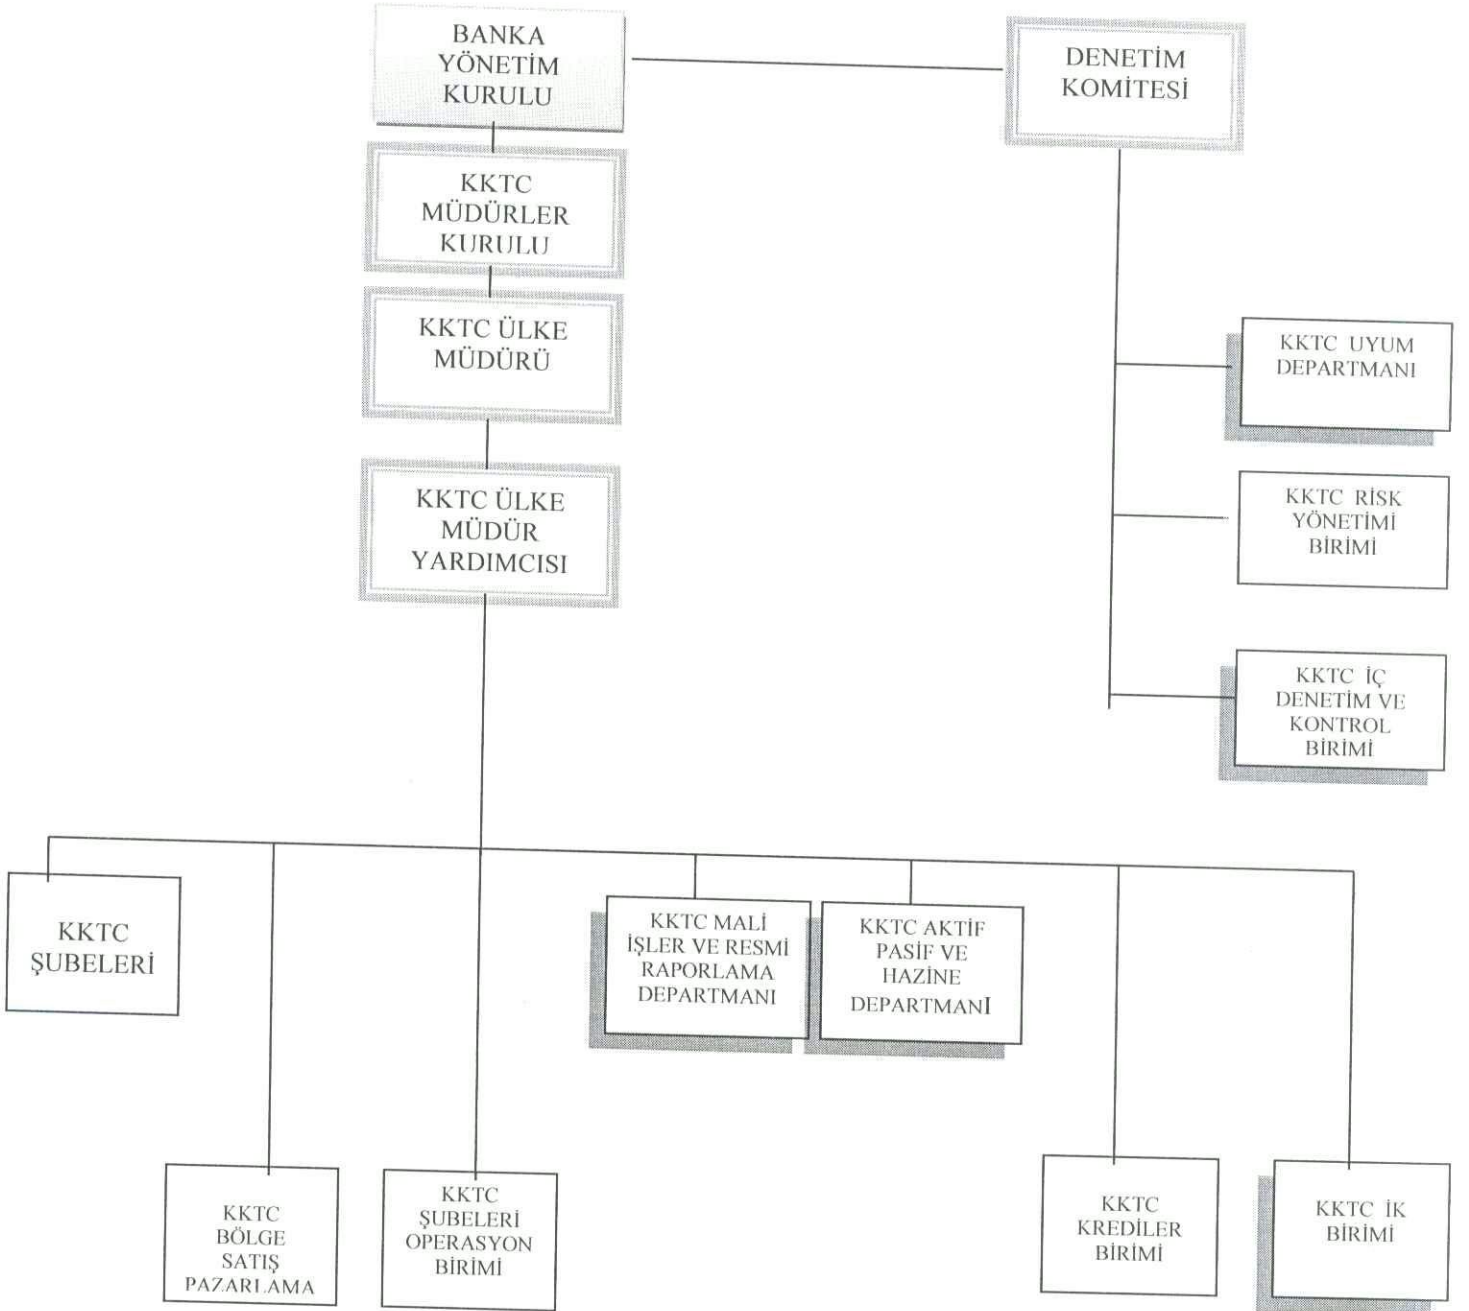 BANKA
YÖNETİM
KURULU
DENETİM
KOMİTESİ
KKTC
MÜDÜRLER
KURULU
KKTC ÜLKE
MÜDÜRÜ
KKTC UYUM
DEPARTMANI
KKTC ÜLKE
MÜDÜR
YARDIMCISI
KKTC RİSK
YÖNETİMİ
BİRİMİ
KKTC İÇ
DENETİM VE
KONTROL
BİRİMİ
KKTC
ŞUBELERİ
KKTC MALİ
İŞLER VE RESMİ
RAPORLAMA
DEPARTMANI
KKTC AKTİF
PASİF VE
HAZİNE
DEPARTMANI
KKTC
BÖLGE
SATIŞ
PAZARLAMA
KKTC
ŞUBELERİ
OPERASYON
BİRİMİ
KKTC
KREDİLER
BİRİMİ
KKTC İK
BİRİMİ